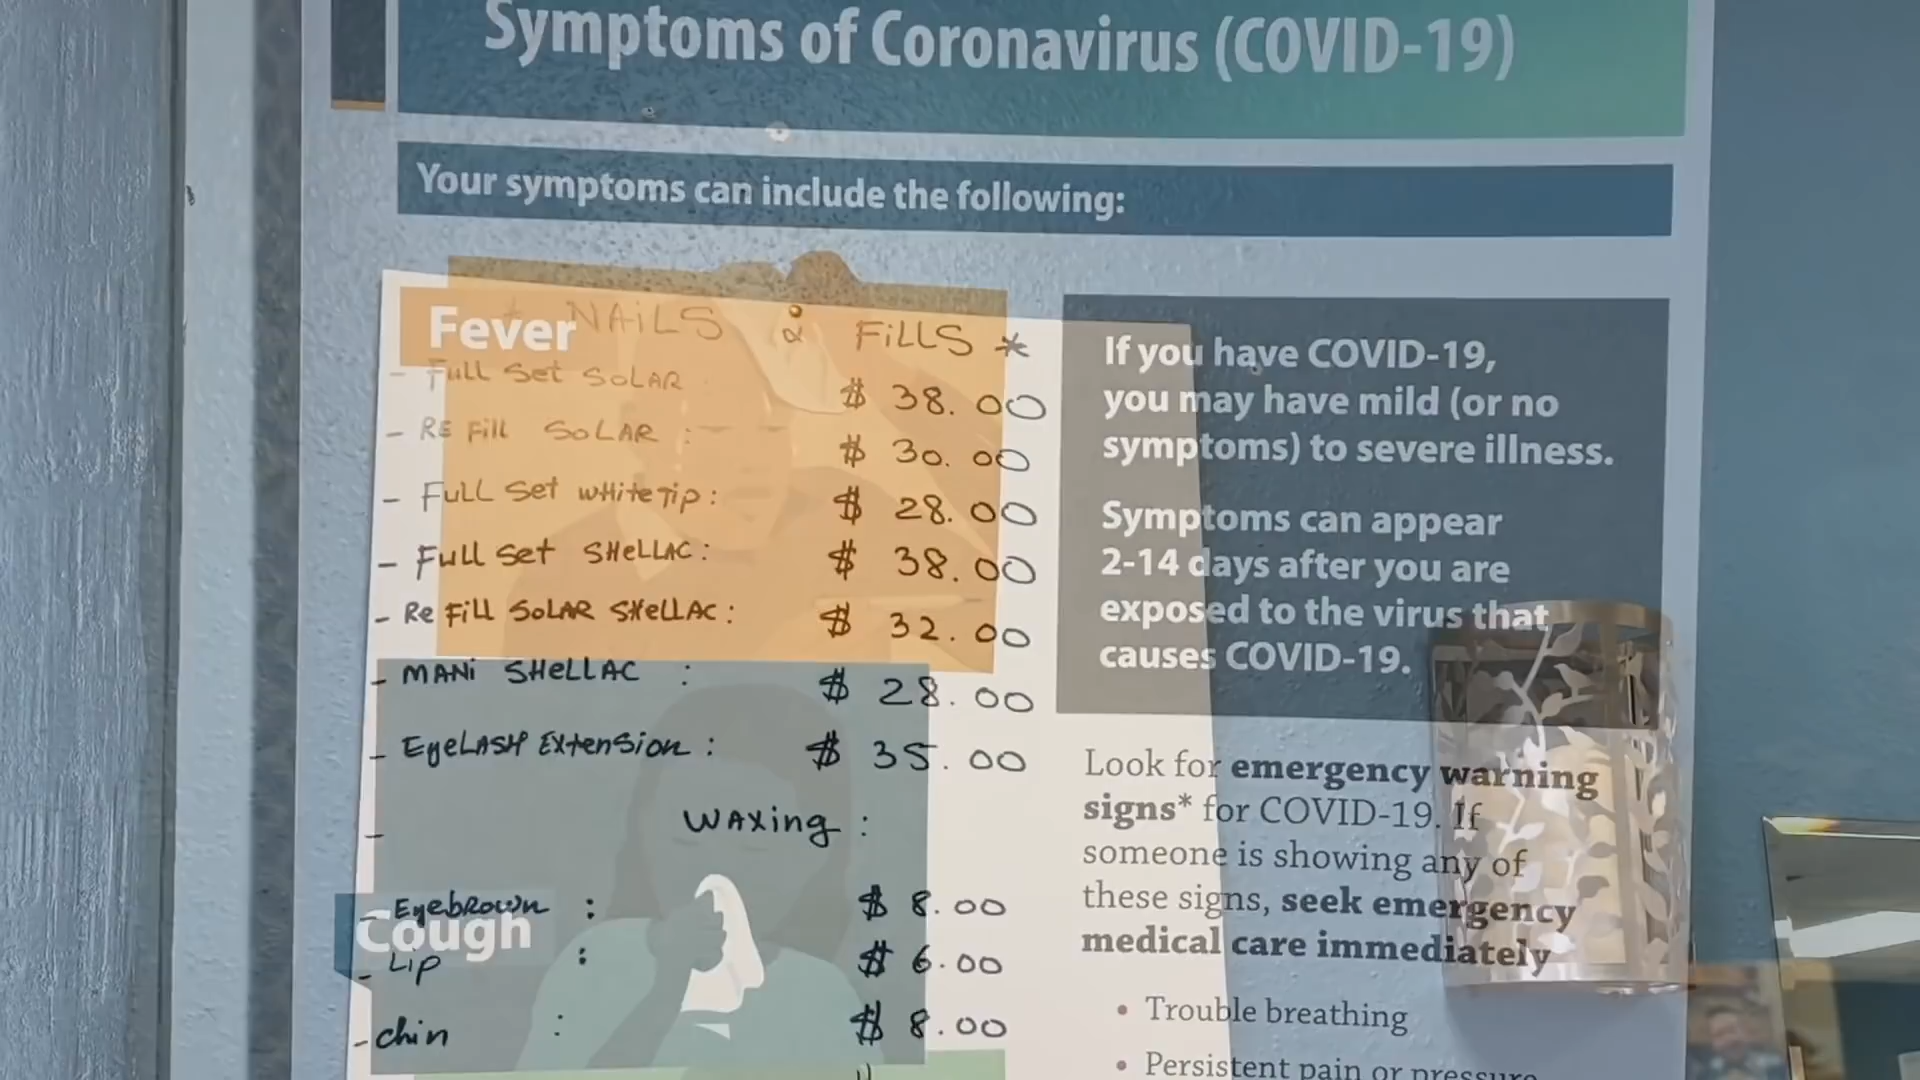 Symptoms of Coronavirus (COVID-19)
Your symptoms can include the following:
Fever
NAiLS & FiLLS *
- Full Set SoLAR $ 38.00
- RE Fill SoLAR : $ 30.00
- Full Set wHite Tip : $ 28.00
- Full Set SHeLLAC : $ 38.00
- Re Fill SoLAR SHeLLAC : $ 32.00
- MANi SHeLLAC : $ 28.00
- EyeLASH Extension : $ 35.00
- WAXing :
- Eyebrown : $ 8.00
Cough
- Lip : $ 6.00
- chin : $ 8.00
If you have COVID-19,
you may have mild (or no
symptoms) to severe illness.
Symptoms can appear
2-14 days after you are
exposed to the virus that
causes COVID-19.
Look for emergency warning
signs* for COVID-19. If
someone is showing any of
these signs, seek emergency
medical care immediately
• Trouble breathing
• Persistent pain or pressure